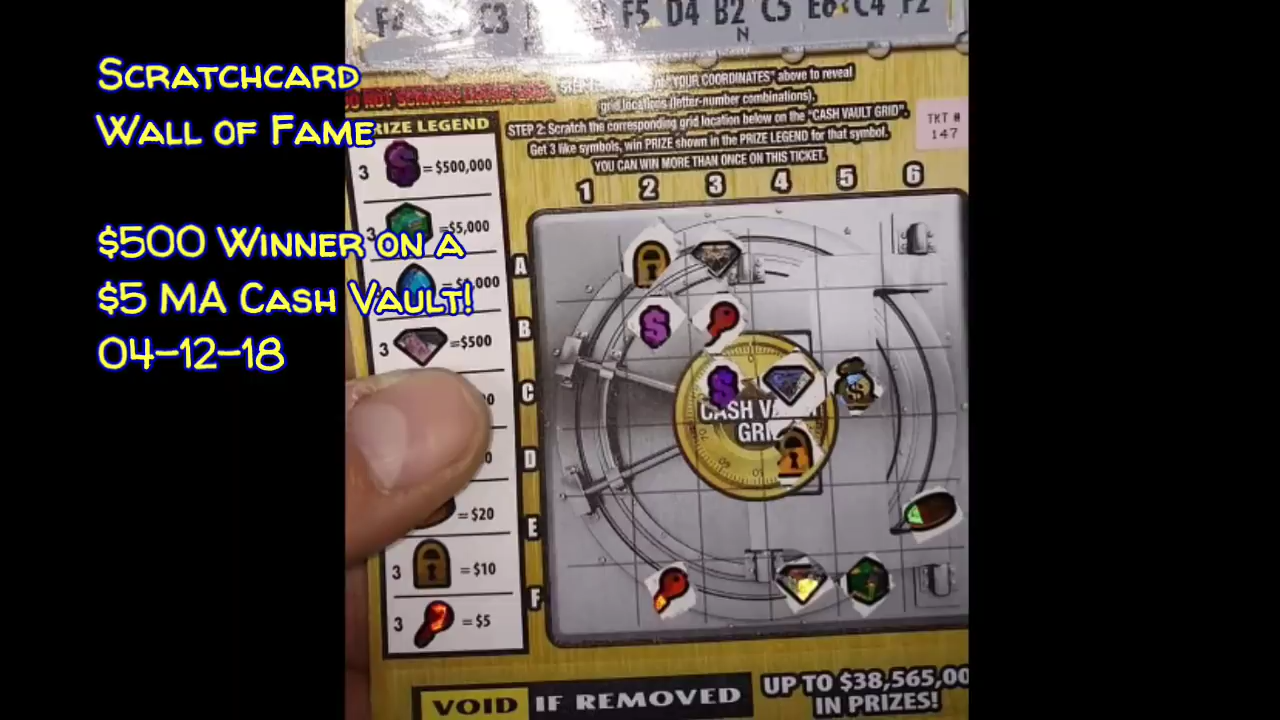 Scratchcard
Wall of Fame
$500 Winner on a
$5 MA Cash Vault!
04-12-18
C3 F5 D4 B2 C5 E6 C4 F2
N
"YOUR COORDINATES" above to reveal
grid locations (letter-number combinations).
STEP 2: Scratch the corresponding grid location below on the "CASH VAULT GRID".
Get 3 like symbols, win PRIZE shown in the PRIZE LEGEND for that symbol.
YOU CAN WIN MORE THAN ONCE ON THIS TICKET.
TKT #
147
PRIZE LEGEND
3 = $500,000
3 =$5,000
3 =$500
= $20
3 = $10
3 = $5
1 2 3 4 5 6
A
B
C
D
E
F
CASH VAULT
GRID
VOID IF REMOVED
UP TO $38,565,00
IN PRIZES!